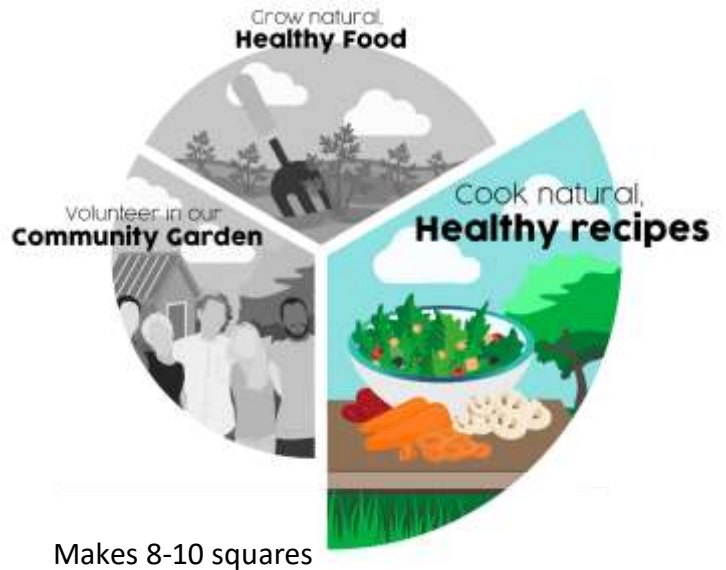 Grow natural,
Healthy Food
Cook natural,
Healthy recipes
Volunteer in our
Community Garden
Makes 8-10 squares